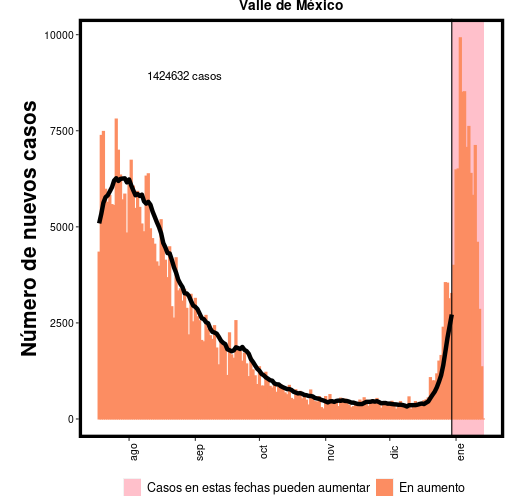 Valle de México
10000
1424632 casos
7500
5000
2500
0
Número de nuevos casos
ago
sep
oct
nov
dic
ene
Casos en estas fechas pueden aumentar
En aumento